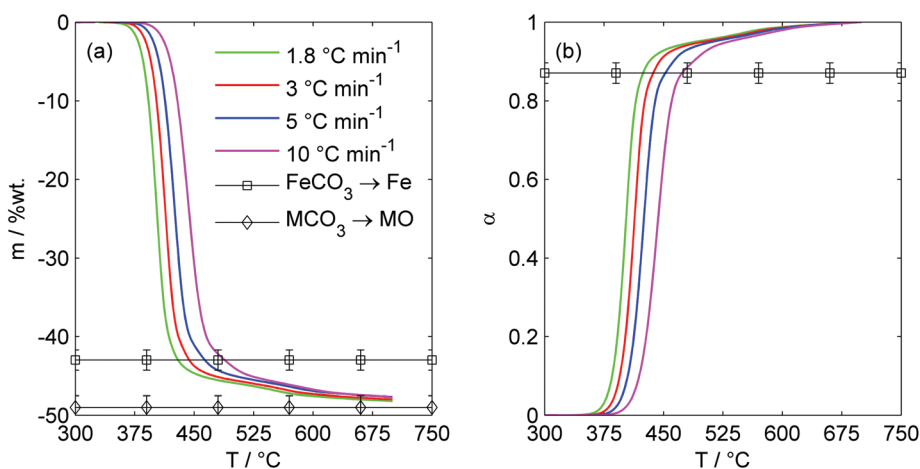 (a)
1.8 °C min⁻¹
3 °C min⁻¹
5 °C min⁻¹
10 °C min⁻¹
FeCO₃ → Fe
MCO₃ → MO
0
-10
-20
-30
-40
-50
m / %wt.
300 375 450 525 600 675 750
T / °C
(b)
1
0.8
0.6
0.4
0.2
0
α
300 375 450 525 600 675 750
T / °C